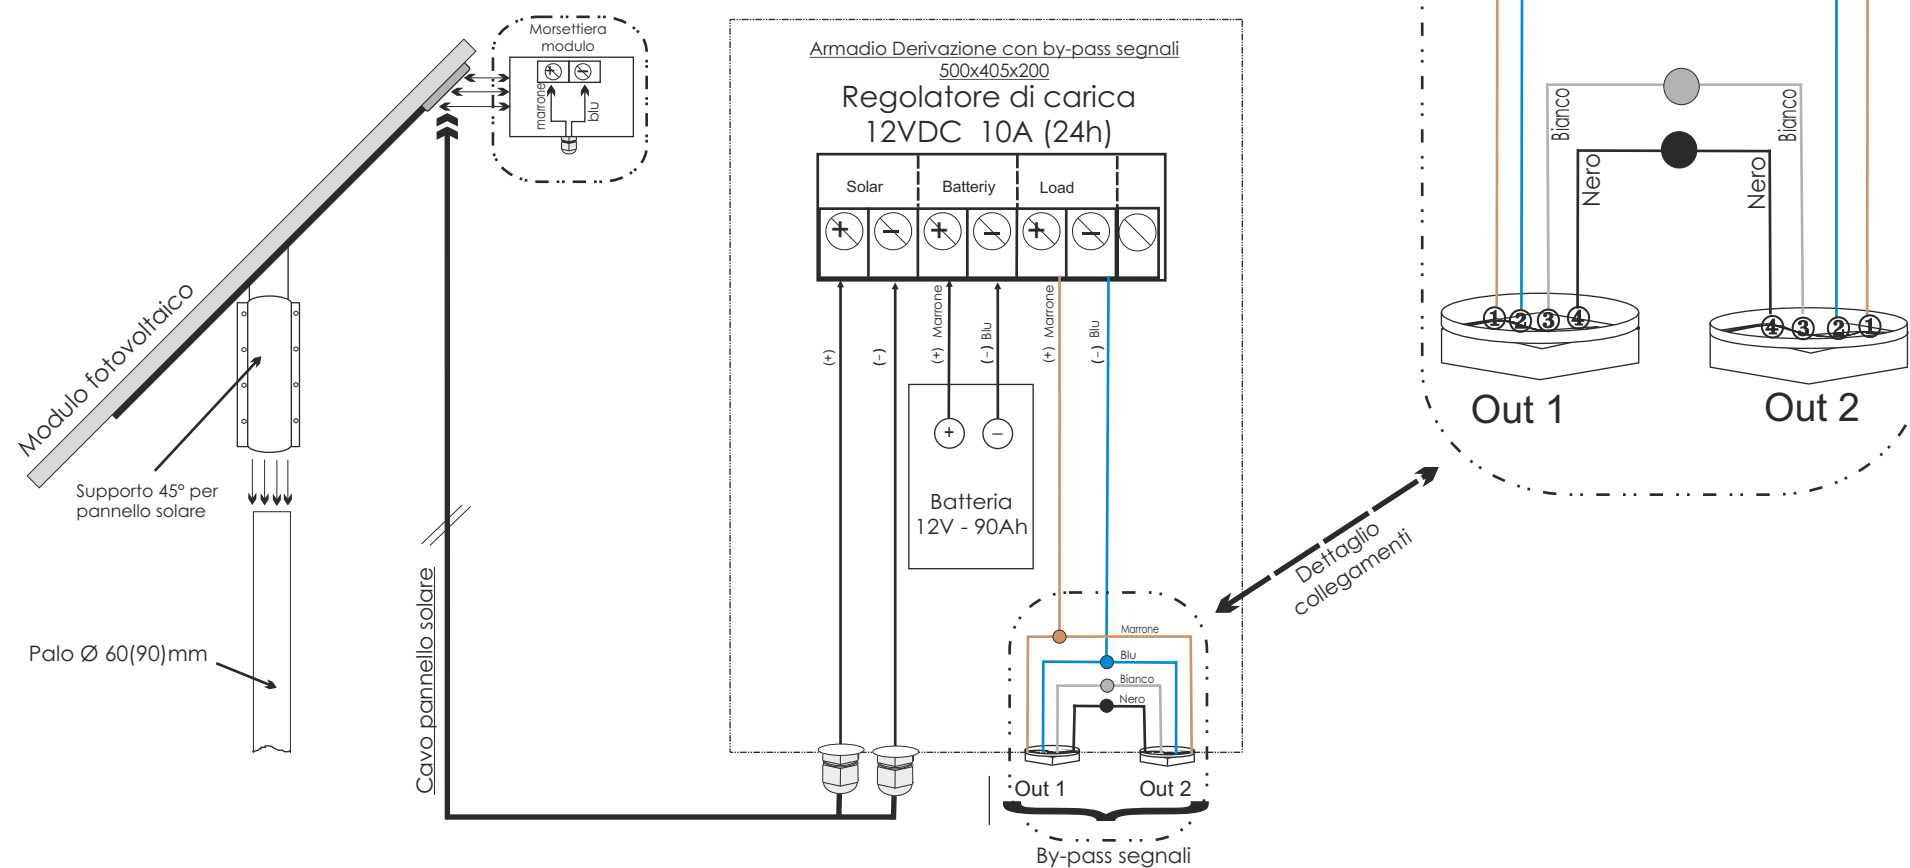 Morsettiera
modulo
+ −
marrone
blu
Modulo fotovoltaico
Supporto 45° per
pannello solare
Palo Ø 60(90)mm
Cavo pannello solare
Armadio Derivazione con by-pass segnali
500x405x200
Regolatore di carica
12VDC 10A (24h)
Solar Batteriy Load
+ − + − + −
(+)
(−)
(+) Marrone
(−) Blu
(+) Marrone
(−) Blu
+ −
Batteria
12V - 90Ah
Marrone
Blu
Bianco
Nero
Out 1 Out 2
By-pass segnali
Dettaglio
collegamenti
Bianco
Nero
Nero
Bianco
1 2 3 4
4 3 2 1
Out 1 Out 2